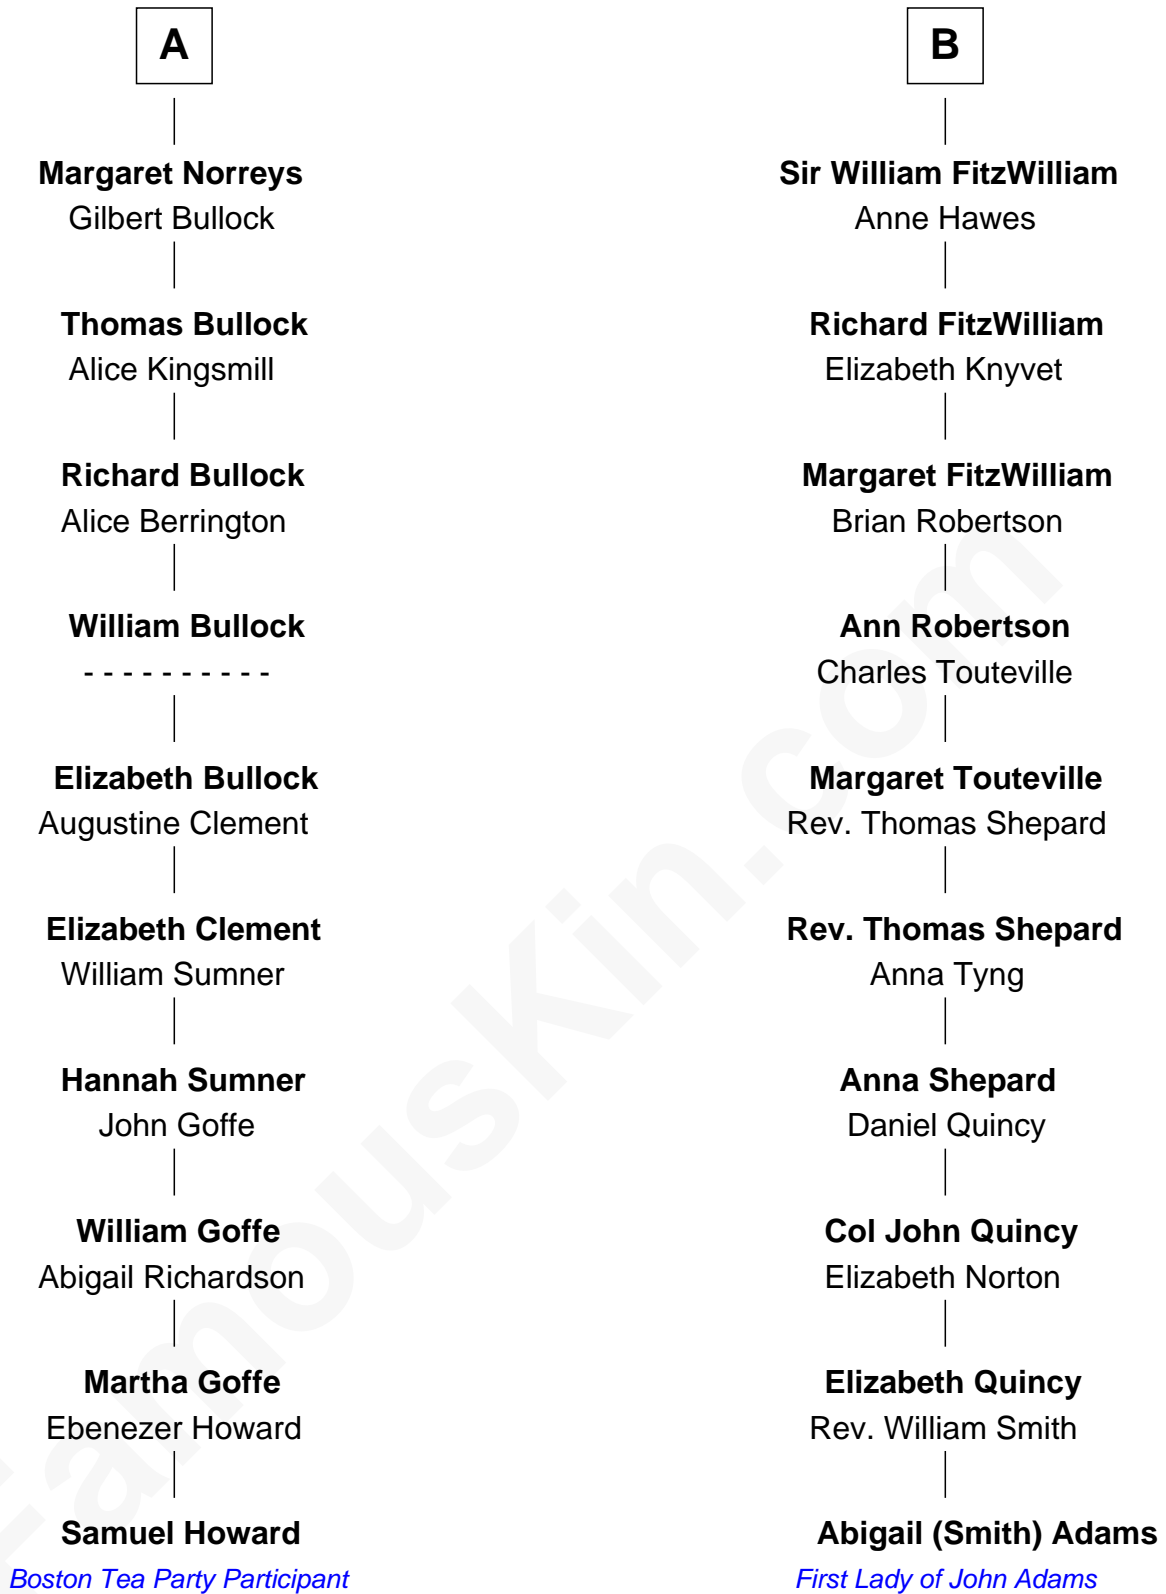 A
Margaret Norreys
Gilbert Bullock
Thomas Bullock
Alice Kingsmill
Richard Bullock
Alice Berrington
William Bullock
- - - - - - - - - -
Elizabeth Bullock
Augustine Clement
Elizabeth Clement
William Sumner
Hannah Sumner
John Goffe
William Goffe
Abigail Richardson
Martha Goffe
Ebenezer Howard
Samuel Howard
Boston Tea Party Participant
B
Sir William FitzWilliam
Anne Hawes
Richard FitzWilliam
Elizabeth Knyvet
Margaret FitzWilliam
Brian Robertson
Ann Robertson
Charles Touteville
Margaret Touteville
Rev. Thomas Shepard
Rev. Thomas Shepard
Anna Tyng
Anna Shepard
Daniel Quincy
Col John Quincy
Elizabeth Norton
Elizabeth Quincy
Rev. William Smith
Abigail (Smith) Adams
First Lady of John Adams
FamousKin.com